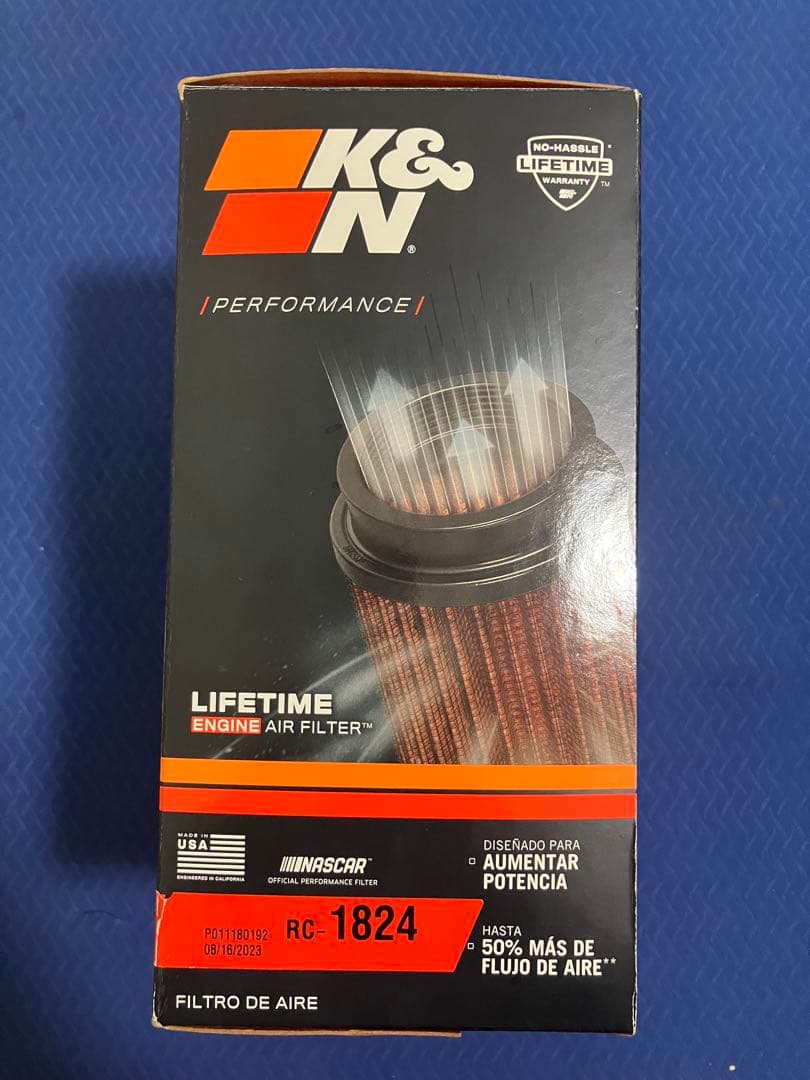 K&
N®
NO-HASSLE®
LIFETIME
WARRANTY
K&N
TM
/PERFORMANCE/
LIFETIME
ENGINE AIR FILTER™
MADE IN
USA
ENGINEERED IN CALIFORNIA
NASCAR™
OFFICIAL PERFORMANCE FILTER
DISEÑADO PARA
AUMENTAR
POTENCIA
P011180192
08/16/2023
RC-1824
HASTA
50% MÁS DE
FLUJO DE AIRE**
FILTRO DE AIRE